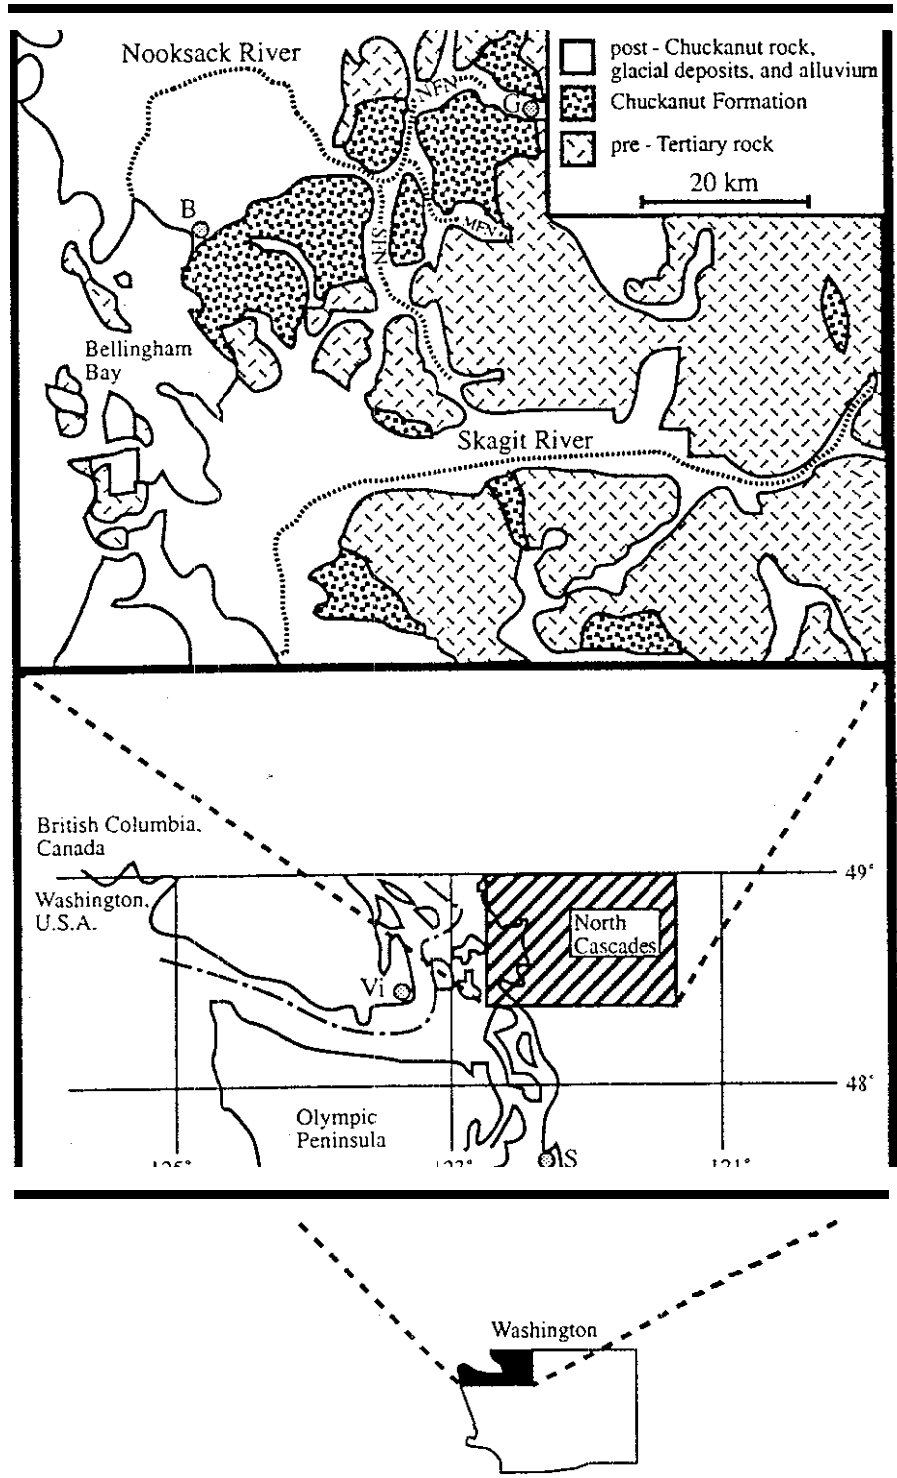 Nooksack River
post - Chuckanut rock,
glacial deposits, and alluvium
Chuckanut Formation
pre - Tertiary rock
20 km
NFN
G
B
MFN
SFN
Bellingham
Bay
Skagit River
British Columbia,
Canada
49°
Washington,
U.S.A.
North
Cascades
Vi
48°
Olympic
Peninsula
S
Washington